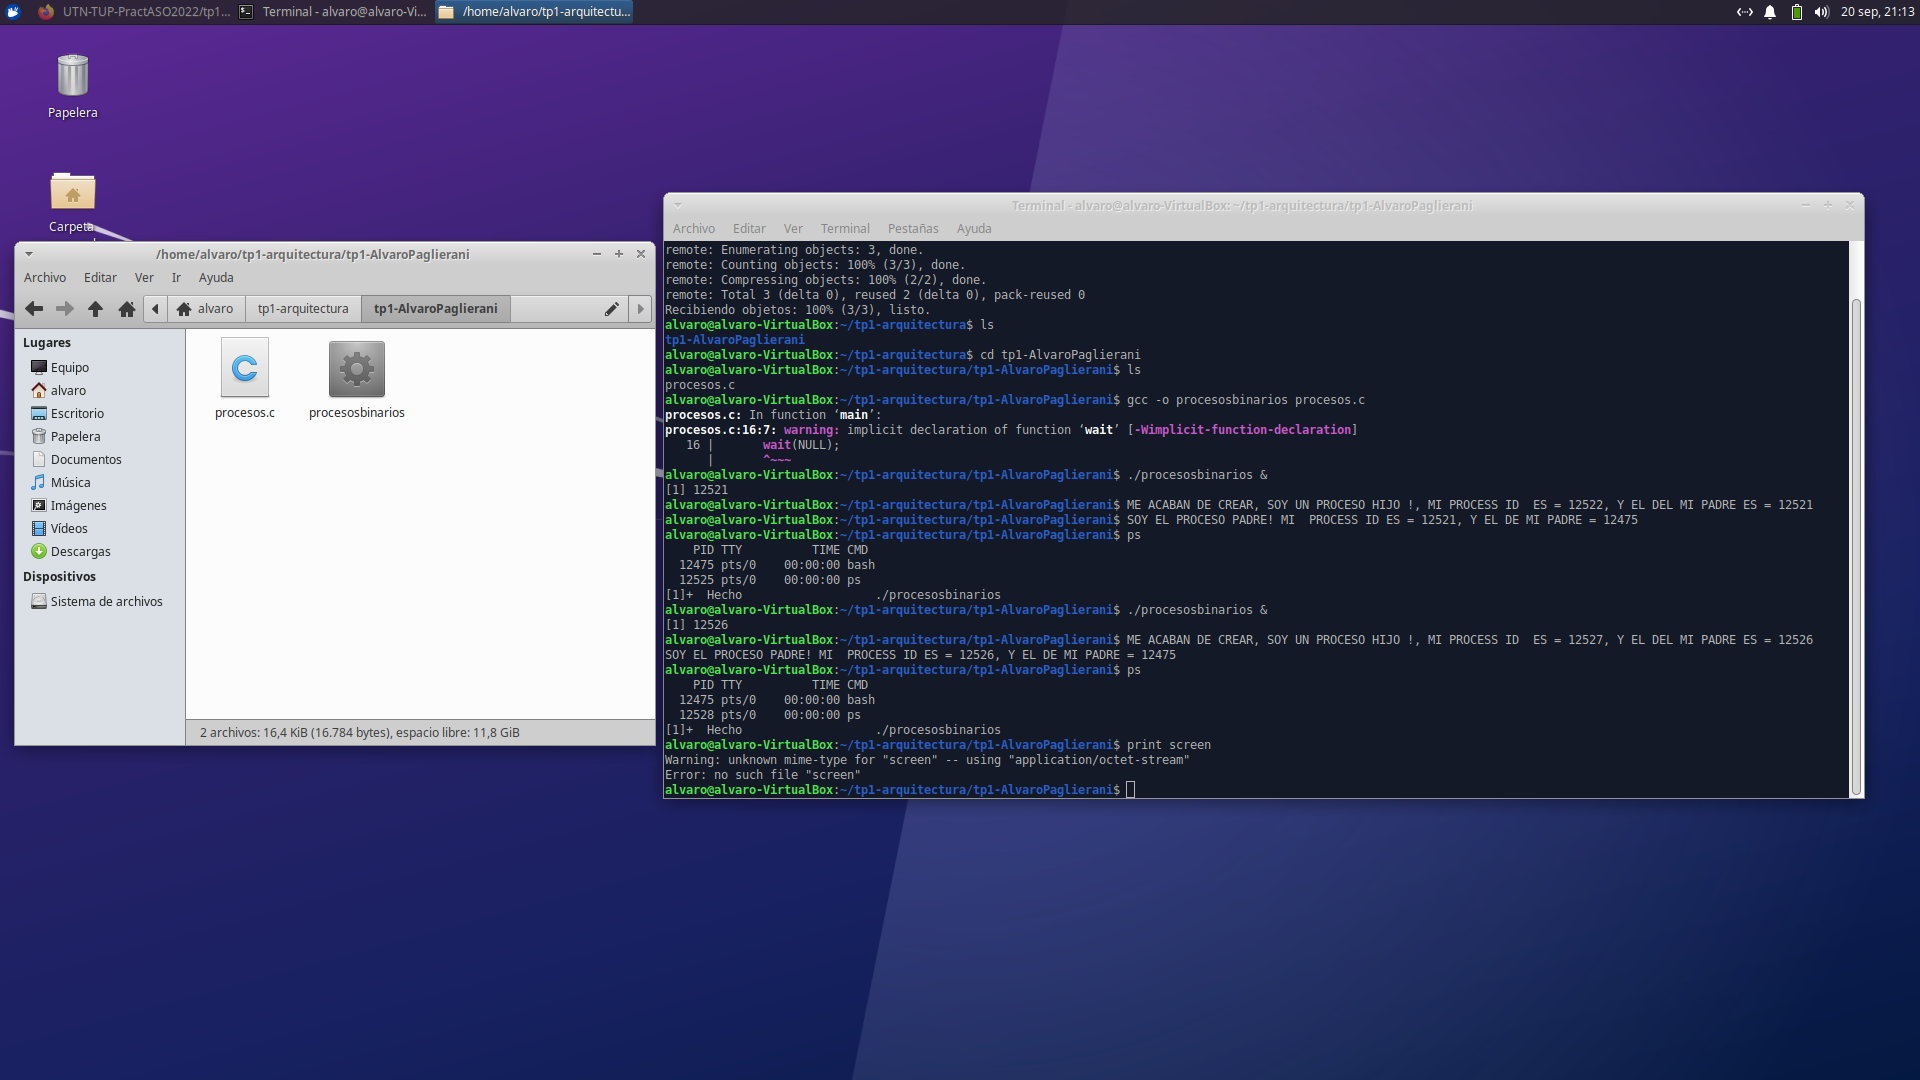 UTN-TUP-PractASO2022/tp1...
Terminal - alvaro@alvaro-Vi...
/home/alvaro/tp1-arquitectu...
20 sep, 21:13
Papelera
Carpeta
/home/alvaro/tp1-arquitectura/tp1-AlvaroPaglierani
Archivo Editar Ver Ir Ayuda
alvaro tp1-arquitectura tp1-AlvaroPaglierani
Lugares
Equipo
alvaro
Escritorio
Papelera
Documentos
Música
Imágenes
Vídeos
Descargas
Dispositivos
Sistema de archivos
procesos.c
procesosbinarios
2 archivos: 16,4 KiB (16.784 bytes), espacio libre: 11,8 GiB
Terminal - alvaro@alvaro-VirtualBox: ~/tp1-arquitectura/tp1-AlvaroPaglierani
Archivo Editar Ver Terminal Pestañas Ayuda
remote: Enumerating objects: 3, done.
remote: Counting objects: 100% (3/3), done.
remote: Compressing objects: 100% (2/2), done.
remote: Total 3 (delta 0), reused 2 (delta 0), pack-reused 0
Recibiendo objetos: 100% (3/3), listo.
alvaro@alvaro-VirtualBox:~/tp1-arquitectura$ ls
tp1-AlvaroPaglierani
alvaro@alvaro-VirtualBox:~/tp1-arquitectura$ cd tp1-AlvaroPaglierani
alvaro@alvaro-VirtualBox:~/tp1-arquitectura/tp1-AlvaroPaglierani$ ls
procesos.c
alvaro@alvaro-VirtualBox:~/tp1-arquitectura/tp1-AlvaroPaglierani$ gcc -o procesosbinarios procesos.c
procesos.c: In function ‘main’:
procesos.c:16:7: warning: implicit declaration of function ‘wait’ [-Wimplicit-function-declaration]
   16 |       wait(NULL);
      |       ^~~~
alvaro@alvaro-VirtualBox:~/tp1-arquitectura/tp1-AlvaroPaglierani$ ./procesosbinarios &
[1] 12521
alvaro@alvaro-VirtualBox:~/tp1-arquitectura/tp1-AlvaroPaglierani$ ME ACABAN DE CREAR, SOY UN PROCESO HIJO !, MI PROCESS ID  ES = 12522, Y EL DEL MI PADRE ES = 12521
alvaro@alvaro-VirtualBox:~/tp1-arquitectura/tp1-AlvaroPaglierani$ SOY EL PROCESO PADRE! MI  PROCESS ID ES = 12521, Y EL DE MI PADRE = 12475
alvaro@alvaro-VirtualBox:~/tp1-arquitectura/tp1-AlvaroPaglierani$ ps
    PID TTY          TIME CMD
  12475 pts/0    00:00:00 bash
  12525 pts/0    00:00:00 ps
[1]+  Hecho                   ./procesosbinarios
alvaro@alvaro-VirtualBox:~/tp1-arquitectura/tp1-AlvaroPaglierani$ ./procesosbinarios &
[1] 12526
alvaro@alvaro-VirtualBox:~/tp1-arquitectura/tp1-AlvaroPaglierani$ ME ACABAN DE CREAR, SOY UN PROCESO HIJO !, MI PROCESS ID  ES = 12527, Y EL DEL MI PADRE ES = 12526
SOY EL PROCESO PADRE! MI  PROCESS ID ES = 12526, Y EL DE MI PADRE = 12475
alvaro@alvaro-VirtualBox:~/tp1-arquitectura/tp1-AlvaroPaglierani$ ps
    PID TTY          TIME CMD
  12475 pts/0    00:00:00 bash
  12528 pts/0    00:00:00 ps
[1]+  Hecho                   ./procesosbinarios
alvaro@alvaro-VirtualBox:~/tp1-arquitectura/tp1-AlvaroPaglierani$ print screen
Warning: unknown mime-type for "screen" -- using "application/octet-stream"
Error: no such file "screen"
alvaro@alvaro-VirtualBox:~/tp1-arquitectura/tp1-AlvaroPaglierani$